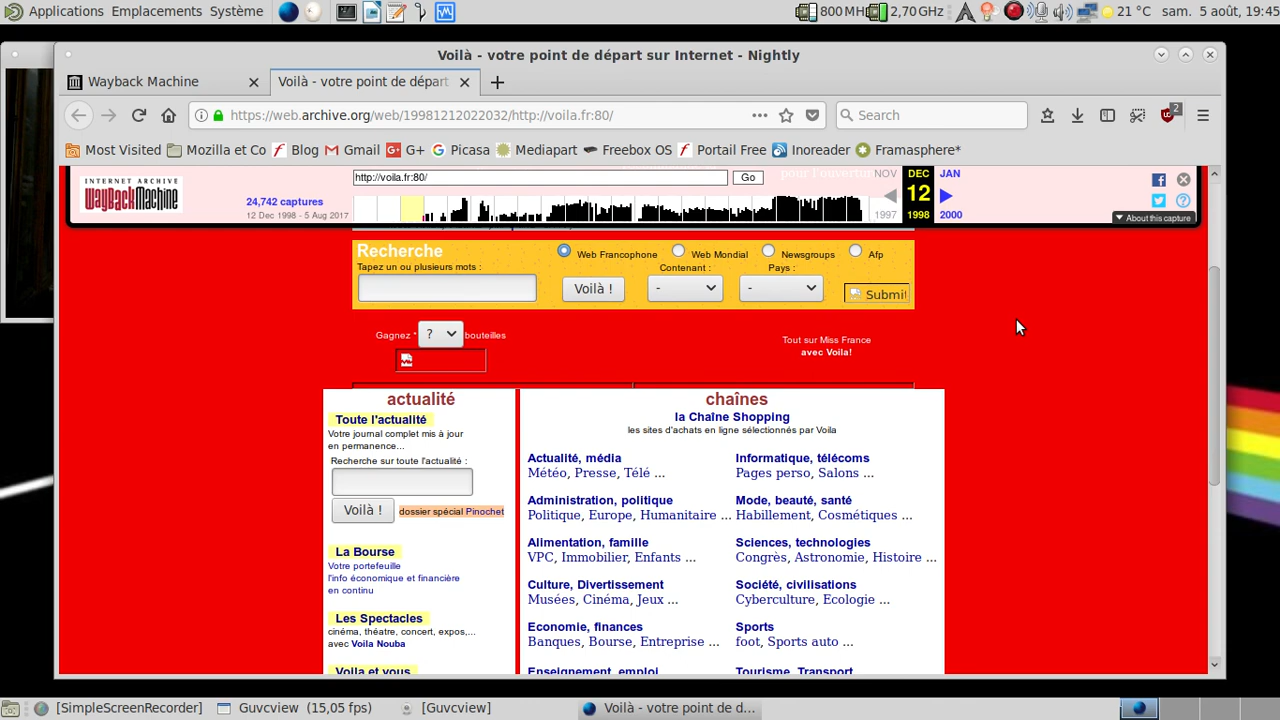 Applications Emplacements Système
800 MH 2,70 GHz 21 °C sam. 5 août, 19:45
Voilà - votre point de départ sur Internet - Nightly
Wayback Machine
Voilà - votre point de départ
https://web.archive.org/web/19981212022032/http://voila.fr:80/
Search
2
Most Visited Mozilla et Co Blog Gmail G+ Picasa Mediapart Freebox OS Portail Free Inoreader Framasphere*
INTERNET ARCHIVE
WayBackMachine
http://voila.fr:80/
Go
pour l'ouvertur
NOV DEC JAN
24,742 captures
12 Dec 1998 - 5 Aug 2017
12
1997 1998 2000
About this capture
Recherche
Web Francophone Web Mondial Newsgroups Afp
Tapez un ou plusieurs mots :
Contenant : Pays :
Voilà !
-
-
Submit
Gagnez * ? bouteilles
Tout sur Miss France
avec Voila!
actualité
Toute l'actualité
Votre journal complet mis à jour
en permanence...
Recherche sur toute l'actualité :
Voilà !
dossier spécial Pinochet
La Bourse
Votre portefeuille
l'info économique et financière
en continu
Les Spectacles
cinéma, théatre, concert, expos,...
avec Voila Nouba
Voila et vous
chaînes
la Chaîne Shopping
les sites d'achats en ligne sélectionnés par Voila
Actualité, média
Météo, Presse, Télé ...
Informatique, télécoms
Pages perso, Salons ...
Administration, politique
Politique, Europe, Humanitaire ...
Mode, beauté, santé
Habillement, Cosmétiques ...
Alimentation, famille
VPC, Immobilier, Enfants ...
Sciences, technologies
Congrès, Astronomie, Histoire ...
Culture, Divertissement
Musées, Cinéma, Jeux ...
Société, civilisations
Cyberculture, Ecologie ...
Economie, finances
Banques, Bourse, Entreprise ...
Sports
foot, Sports auto ...
Enseignement, emploi
Tourisme, Transport
[SimpleScreenRecorder]
Guvcview (15,05 fps)
[Guvcview]
Voilà - votre point de d...